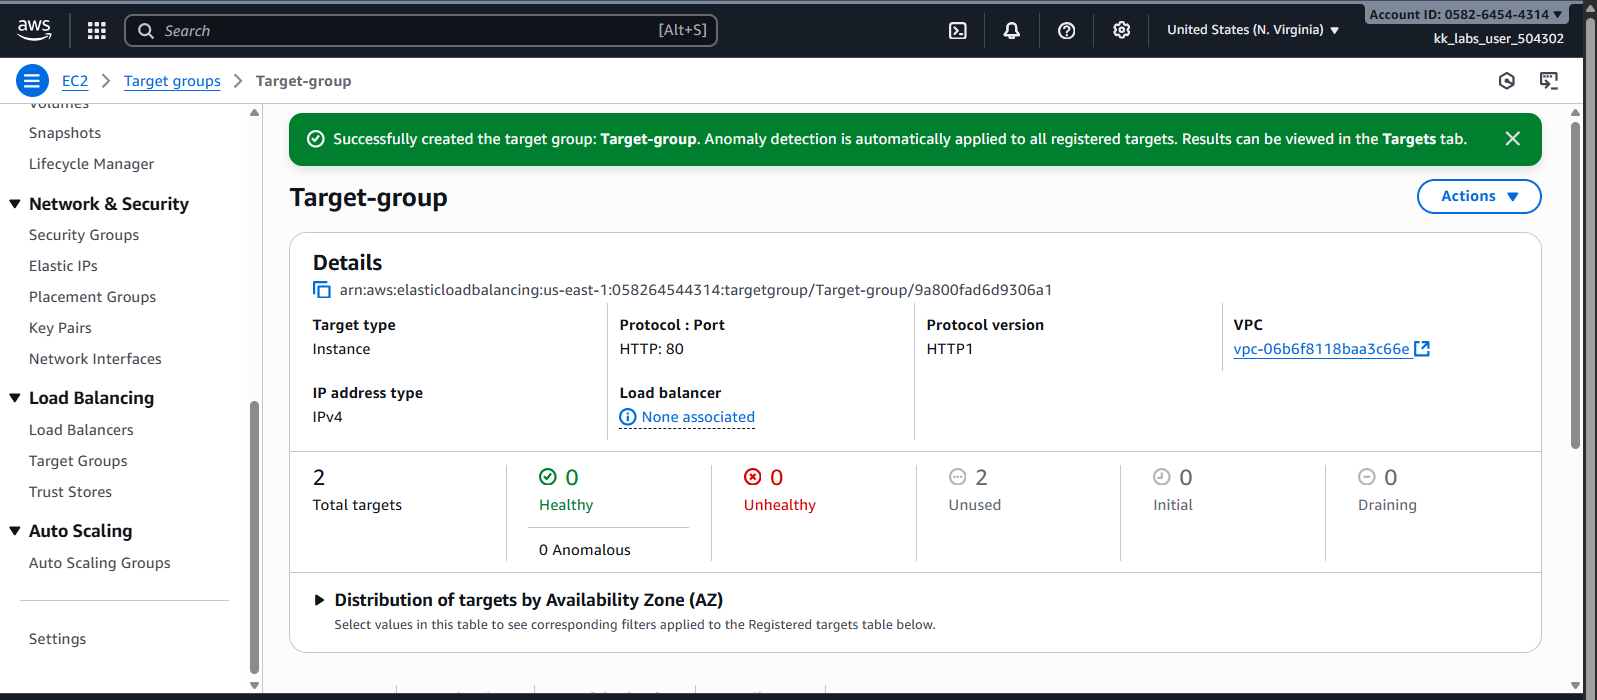 aws
Search
[Alt+S]
United States (N. Virginia)
Account ID: 0582-6454-4314
kk_labs_user_504302
EC2
Target groups
Target-group
Volumes
Snapshots
Lifecycle Manager
Network & Security
Security Groups
Elastic IPs
Placement Groups
Key Pairs
Network Interfaces
Load Balancing
Load Balancers
Target Groups
Trust Stores
Auto Scaling
Auto Scaling Groups
Settings
Successfully created the target group: Target-group. Anomaly detection is automatically applied to all registered targets. Results can be viewed in the Targets tab.
Target-group
Actions
Details
arn:aws:elasticloadbalancing:us-east-1:058264544314:targetgroup/Target-group/9a800fad6d9306a1
Target type
Instance
Protocol : Port
HTTP: 80
Protocol version
HTTP1
VPC
vpc-06b6f8118baa3c66e
IP address type
IPv4
Load balancer
None associated
2
Total targets
0
Healthy
0 Anomalous
0
Unhealthy
2
Unused
0
Initial
0
Draining
Distribution of targets by Availability Zone (AZ)
Select values in this table to see corresponding filters applied to the Registered targets table below.